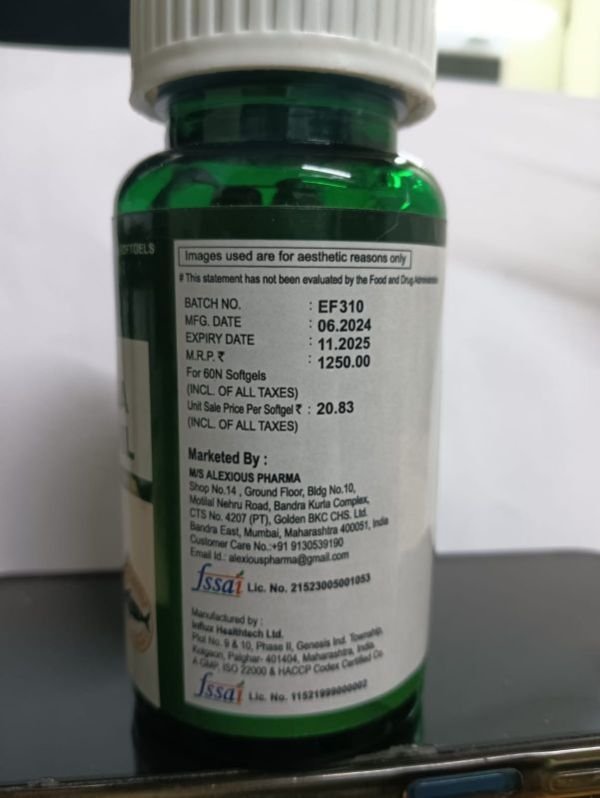 SOFTGELS
A
L
Images used are for aesthetic reasons only
# This statement has not been evaluated by the Food and Drug Administration
BATCH NO. : EF310
MFG. DATE : 06.2024
EXPIRY DATE : 11.2025
M.R.P. ₹ : 1250.00
For 60N Softgels
(INCL. OF ALL TAXES)
Unit Sale Price Per Softgel ₹ : 20.83
(INCL. OF ALL TAXES)
Marketed By :
M/S ALEXIOUS PHARMA
Shop No.14 , Ground Floor, Bldg No.10,
Motilal Nehru Road, Bandra Kurla Complex,
CTS No. 4207 (PT), Golden BKC CHS. Ltd.
Bandra East, Mumbai, Maharashtra 400051, India
Customer Care No.:+91 9130539190
Email Id.: alexiouspharma@gmail.com
fssai Lic. No. 21523005001053
Manufactured by :
Influx Healthtech Ltd.
Plot No. 9 & 10, Phase II, Genesis Ind. Township,
Kolgaon, Palghar- 401404, Maharashtra, India.
A GMP, ISO 22000 & HACCP Codex Certified Co.
fssai Lic. No. 11521999000002